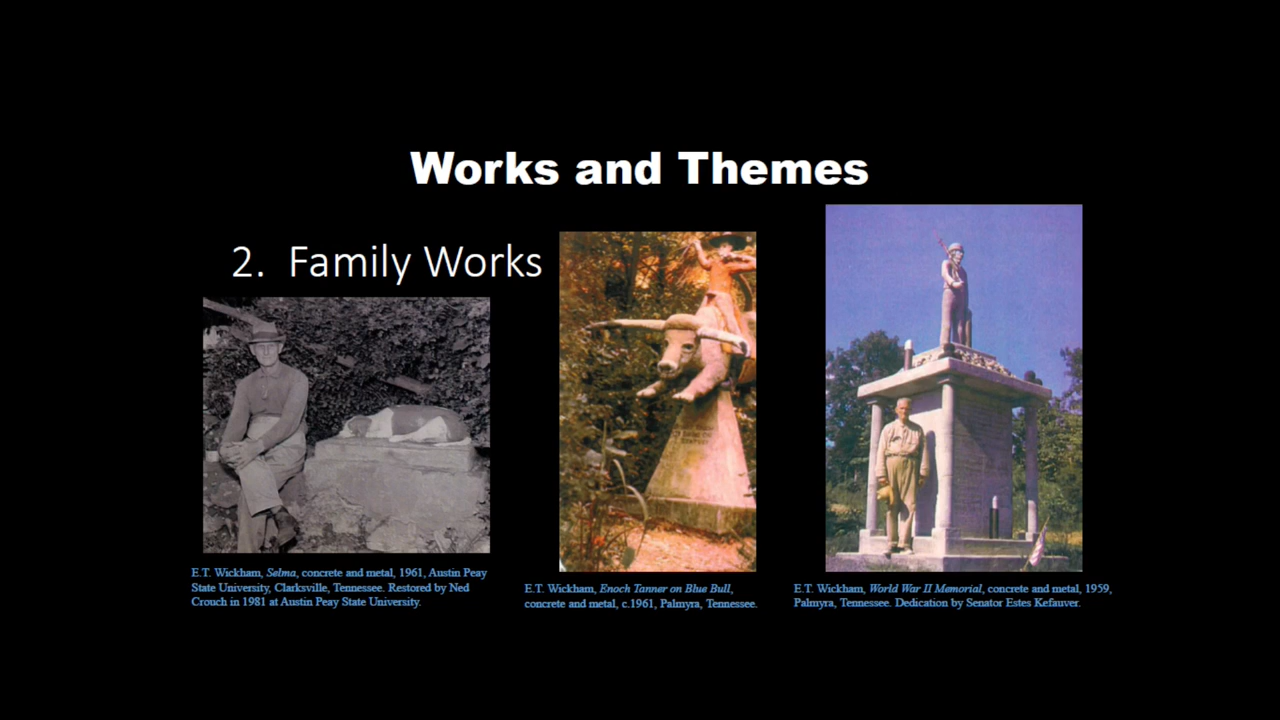 Works and Themes
2. Family Works
E.T. Wickham, Selma, concrete and metal, 1961, Austin Peay
State University, Clarksville, Tennessee. Restored by Ned
Crouch in 1981 at Austin Peay State University.
E.T. Wickham, Enoch Tanner on Blue Bull,
concrete and metal, c.1961, Palmyra, Tennessee.
E.T. Wickham, World War II Memorial, concrete and metal, 1959,
Palmyra, Tennessee. Dedication by Senator Estes Kefauver.